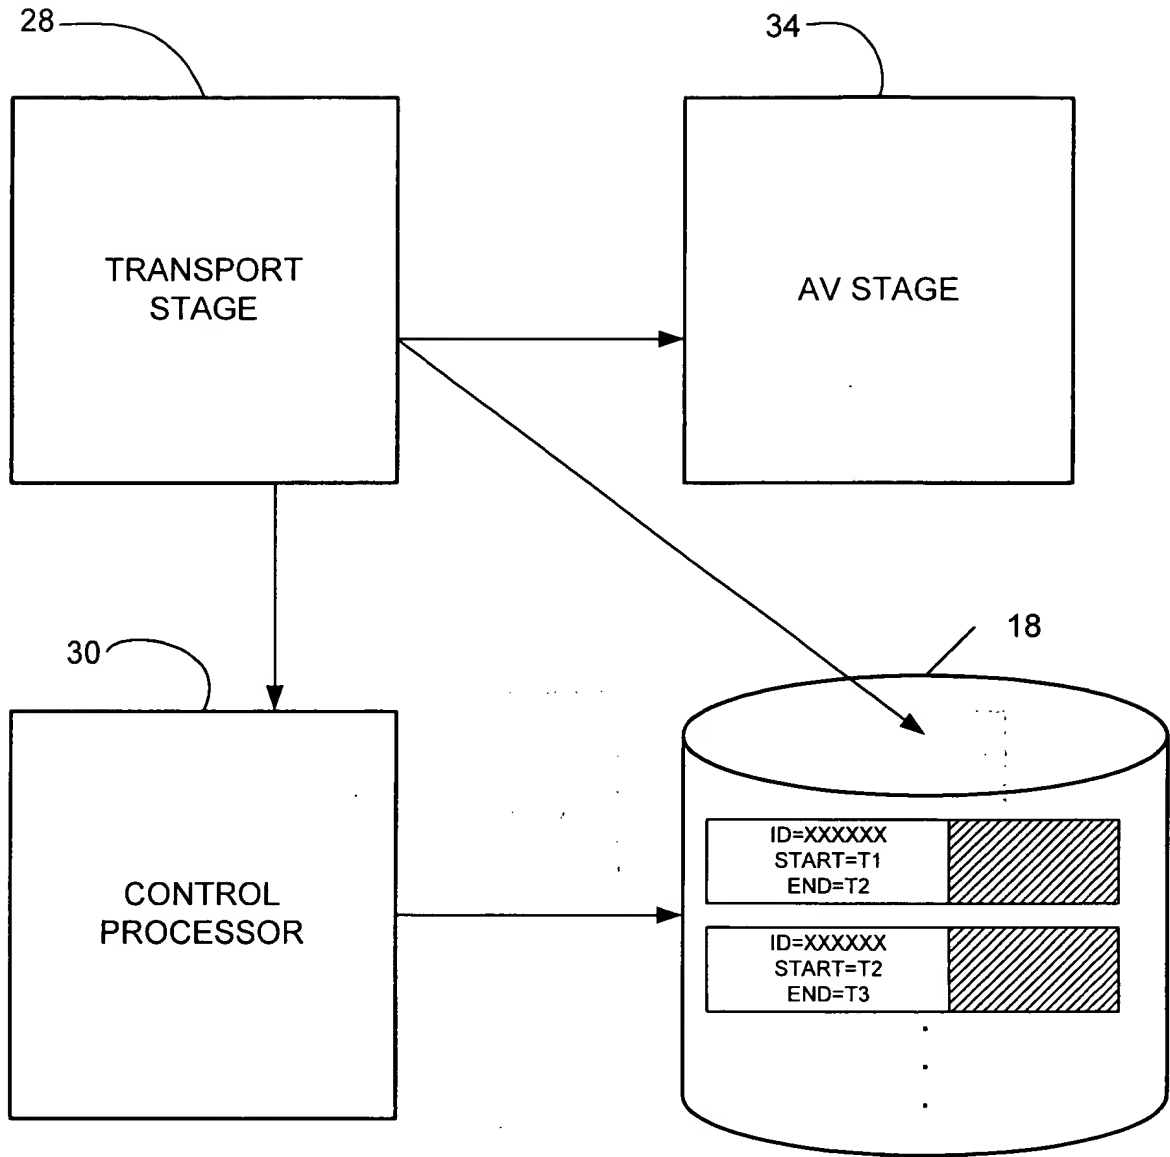 28
34
TRANSPORT
STAGE
AV STAGE
30
18
CONTROL
PROCESSOR
ID=XXXXXX
START=T1
END=T2
ID=XXXXXX
START=T2
END=T3